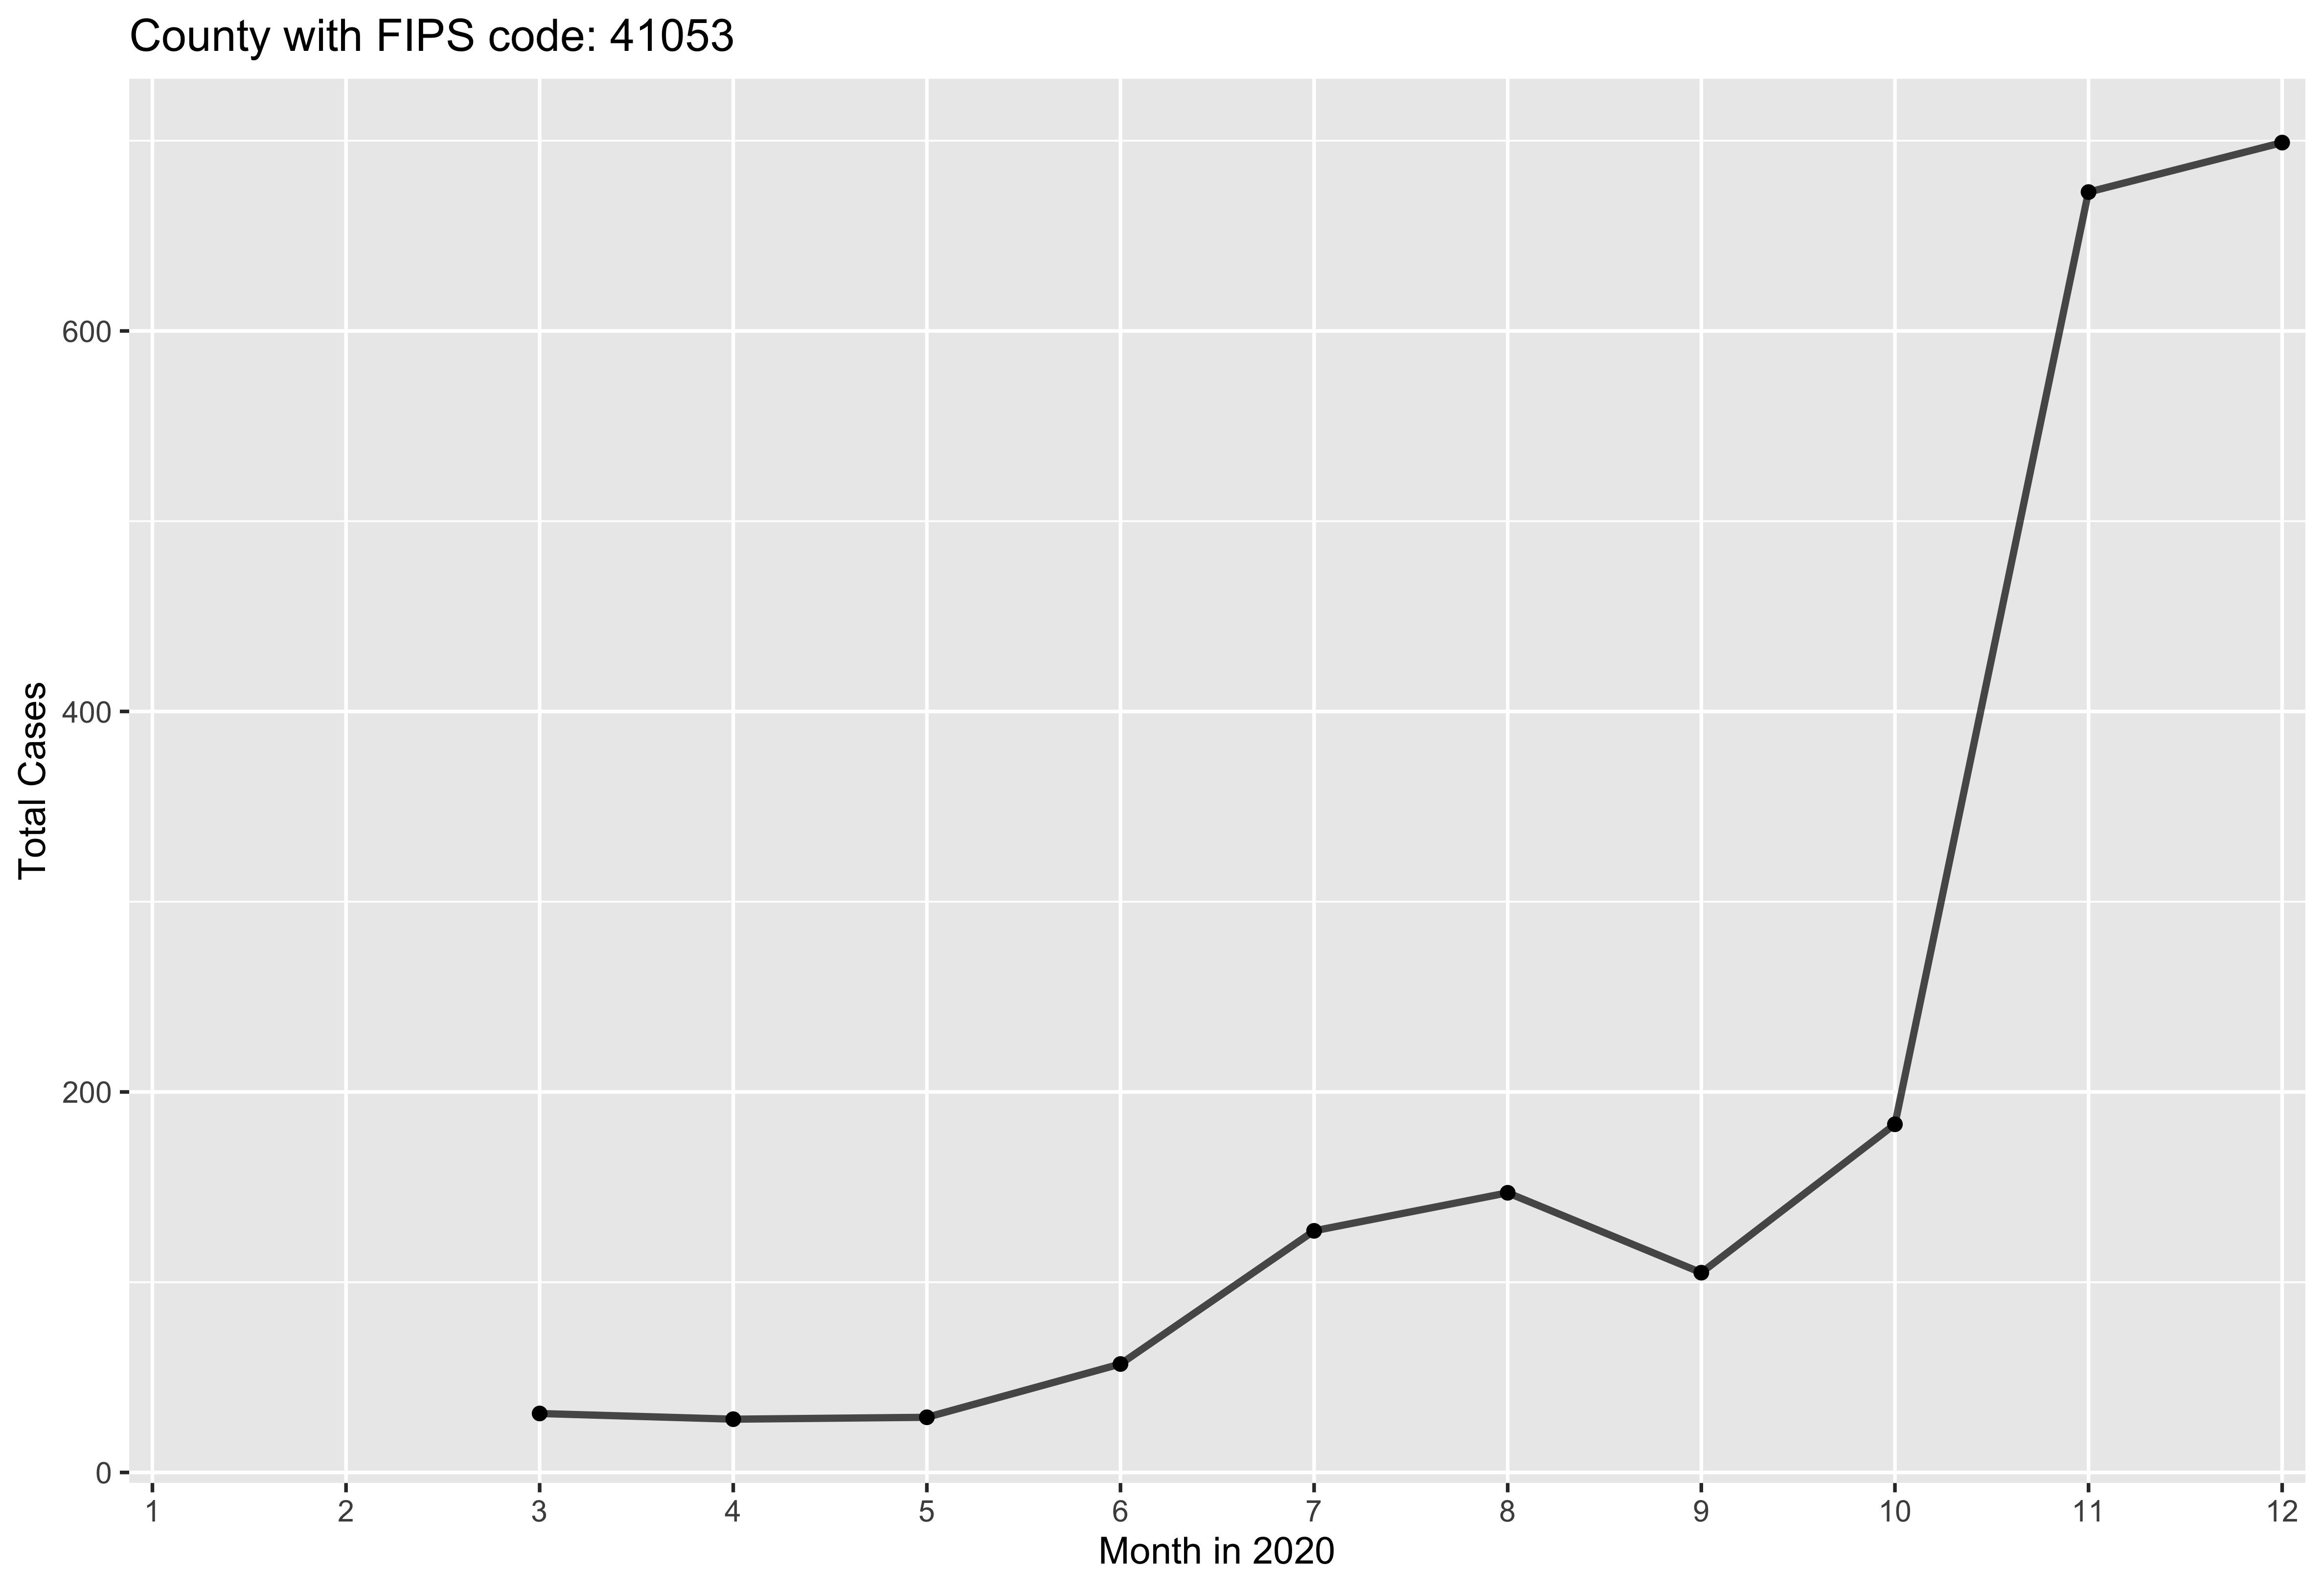 County with FIPS code: 41053
Total Cases
600
400
200
0
1 2 3 4 5 6 7 8 9 10 11 12
Month in 2020